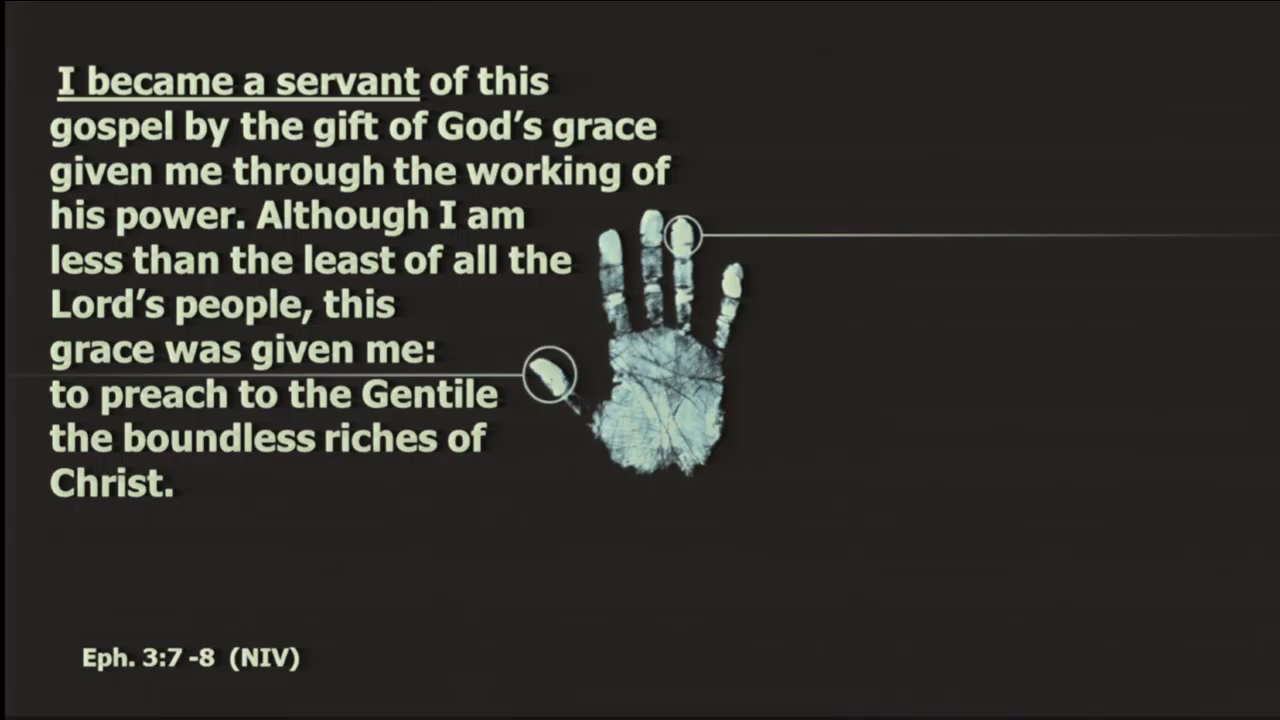 I became a servant of this
gospel by the gift of God’s grace
given me through the working of
his power. Although I am
less than the least of all the
Lord’s people, this
grace was given me:
to preach to the Gentile
the boundless riches of
Christ.
Eph. 3:7 -8 (NIV)